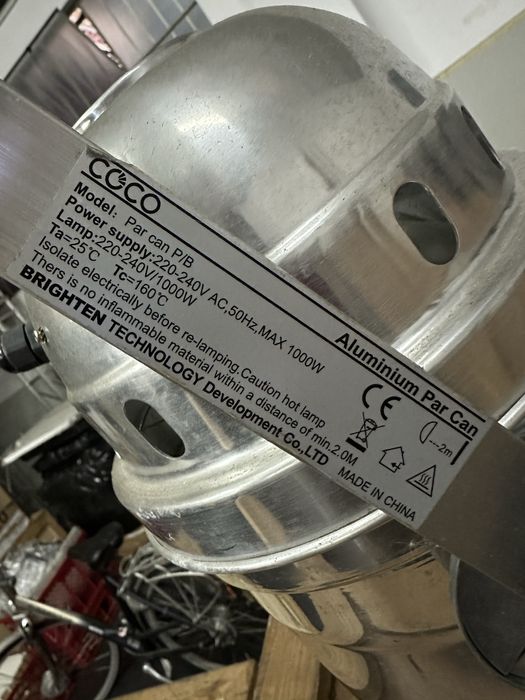 COCO
Aluminium Par Can
Model: Par can P/B
Power supply:220-240V AC,50Hz,MAX 1000W
Lamp:220-240V/1000W
Ta=25℃ Tc=160℃
Isolate electrically before re-lamping.Caution hot lamp
Thers is no inflammable material within a distance of min.2.0M
BRIGHTEN TECHNOLOGY Development Co.,LTD
CE
---2m
MADE IN CHINA